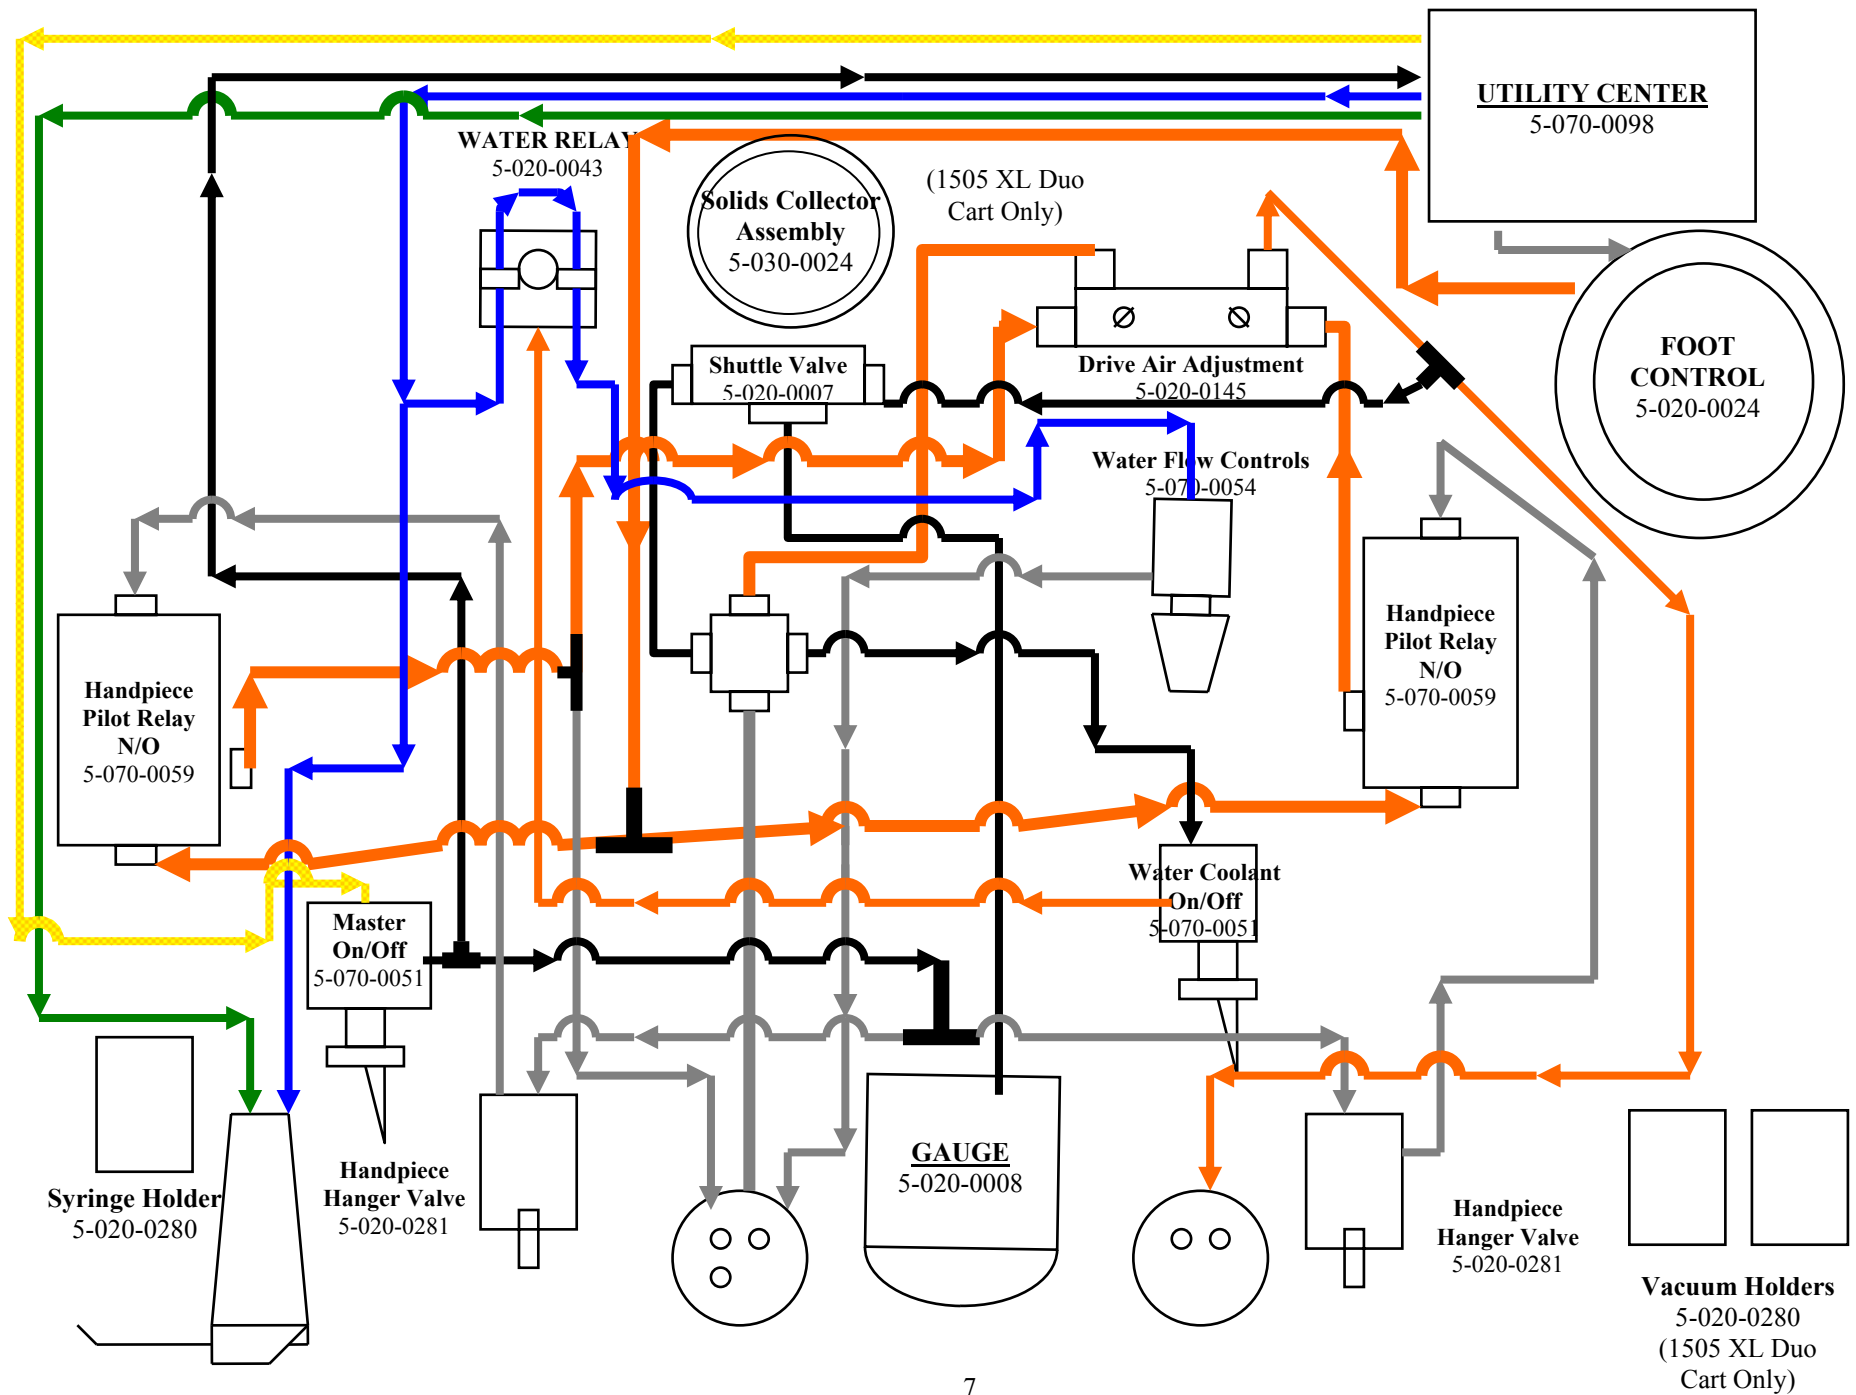 UTILITY CENTER
5-070-0098
WATER RELAY
5-020-0043
Solids Collector
Assembly
5-030-0024
(1505 XL Duo
Cart Only)
Shuttle Valve
5-020-0007
Drive Air Adjustment
5-020-0145
FOOT
CONTROL
5-020-0024
Water Flow Controls
5-070-0054
Handpiece
Pilot Relay
N/O
5-070-0059
Handpiece
Pilot Relay
N/O
5-070-0059
Master
On/Off
5-070-0051
Water Coolant
On/Off
5-070-0051
Syringe Holder
5-020-0280
Handpiece
Hanger Valve
5-020-0281
GAUGE
5-020-0008
Handpiece
Hanger Valve
5-020-0281
Vacuum Holders
5-020-0280
(1505 XL Duo
Cart Only)
7